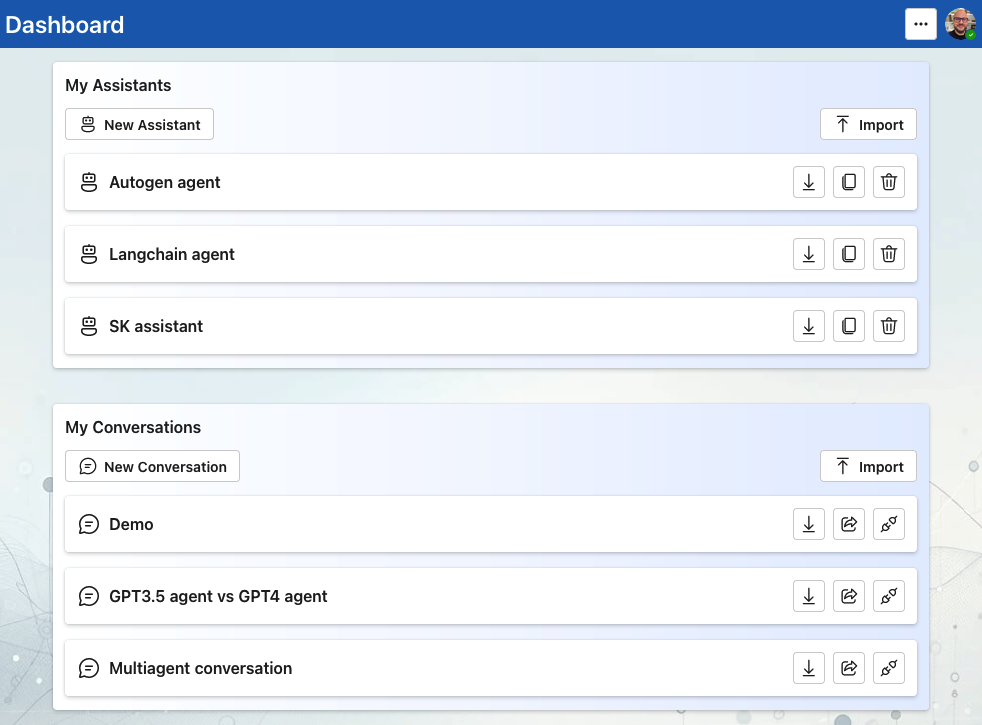 Dashboard
My Assistants
New Assistant
Import
Autogen agent
Langchain agent
SK assistant
My Conversations
New Conversation
Import
Demo
GPT3.5 agent vs GPT4 agent
Multiagent conversation